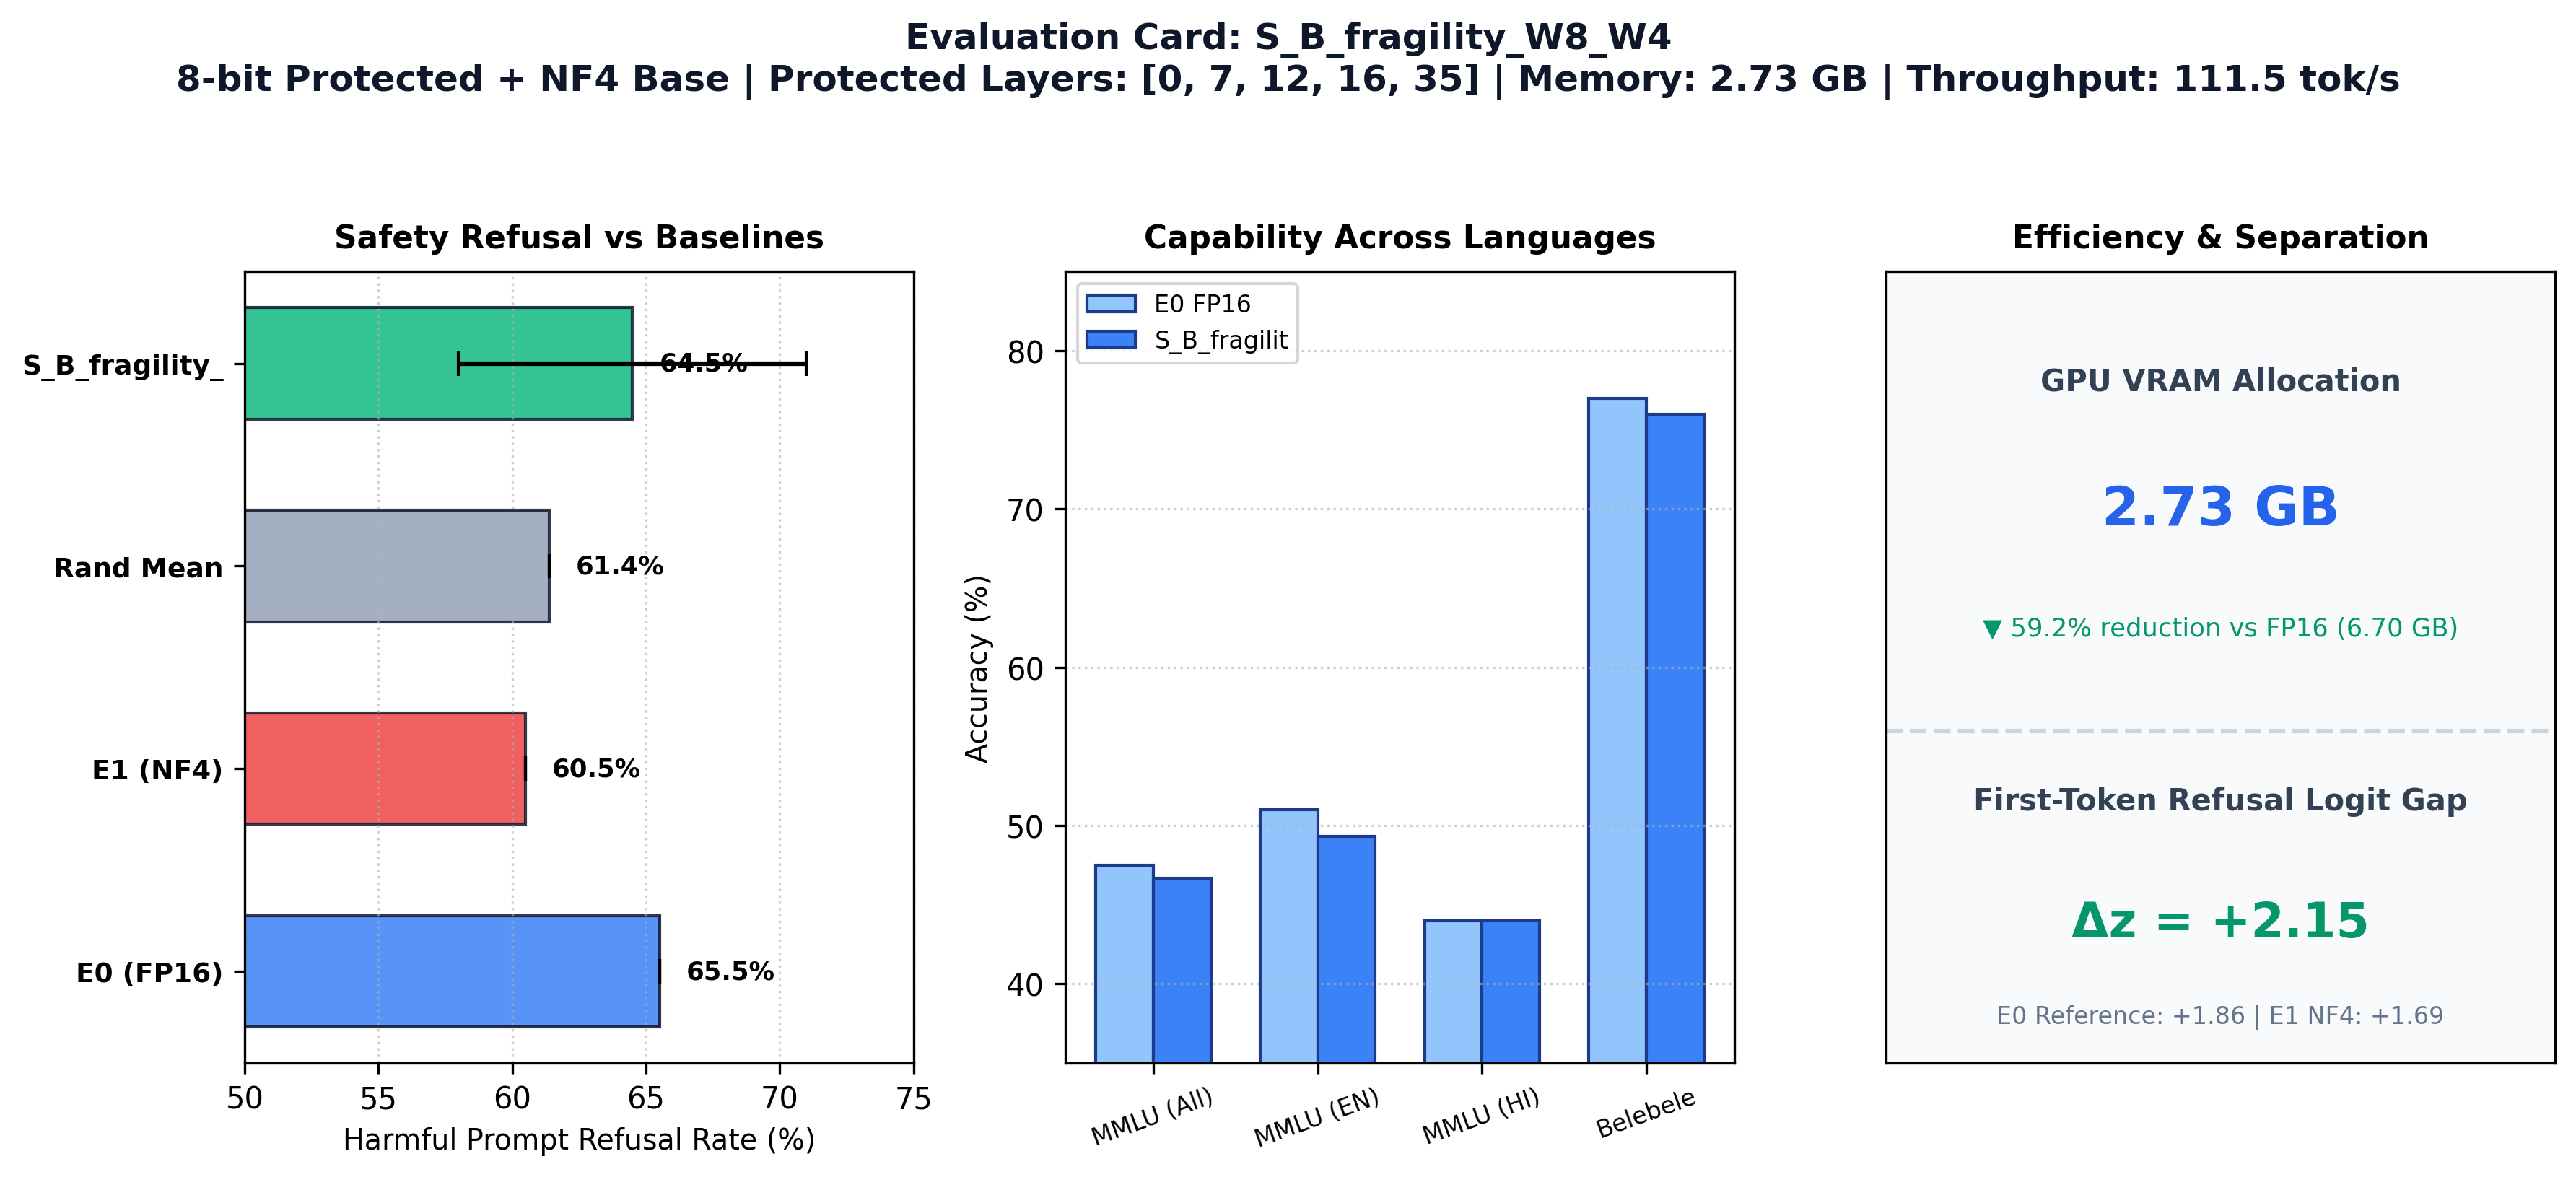 Evaluation Card: S_B_fragility_W8_W4
8-bit Protected + NF4 Base | Protected Layers: [0, 7, 12, 16, 35] | Memory: 2.73 GB | Throughput: 111.5 tok/s
Safety Refusal vs Baselines
S_B_fragility_
64.5%
Rand Mean
61.4%
E1 (NF4)
60.5%
E0 (FP16)
65.5%
50 55 60 65 70 75
Harmful Prompt Refusal Rate (%)
Capability Across Languages
E0 FP16
S_B_fragilit
Accuracy (%)
80
70
60
50
40
MMLU (All) MMLU (EN) MMLU (HI) Belebele
Efficiency & Separation
GPU VRAM Allocation
2.73 GB
▼ 59.2% reduction vs FP16 (6.70 GB)
First-Token Refusal Logit Gap
Δz = +2.15
E0 Reference: +1.86 | E1 NF4: +1.69